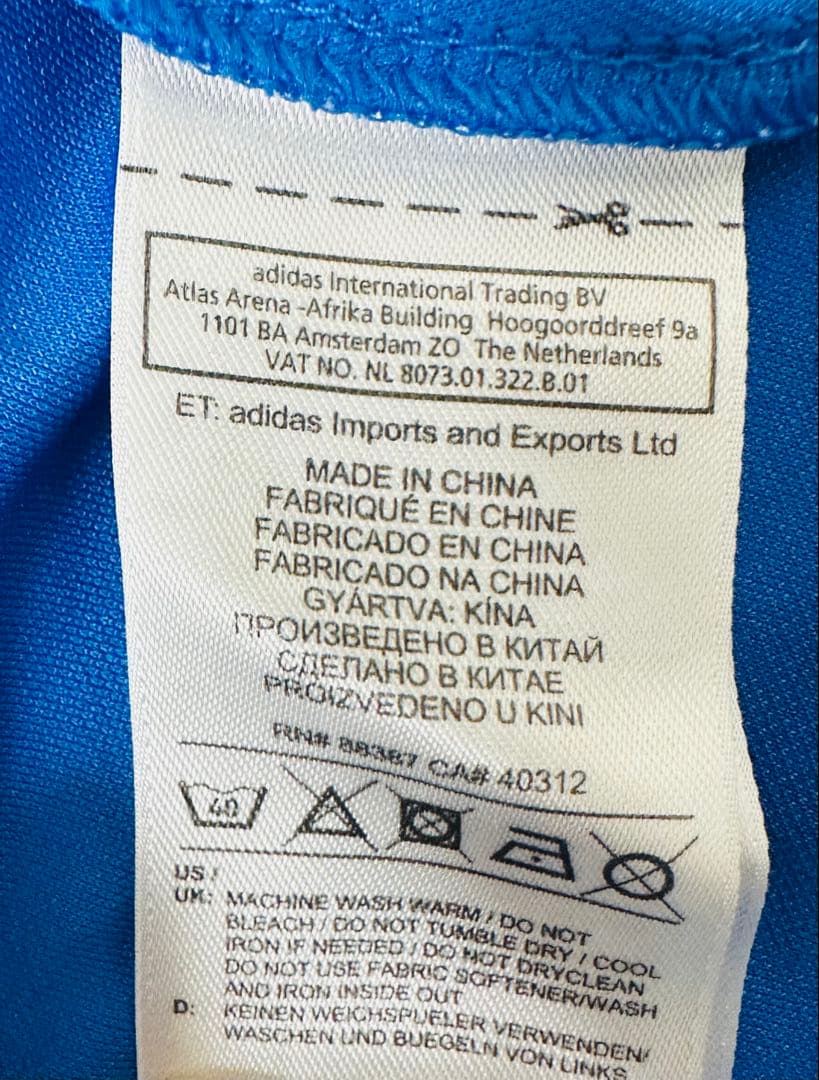 adidas International Trading BV
Atlas Arena -Afrika Building Hoogoorddreef 9a
1101 BA Amsterdam ZO The Netherlands
VAT NO. NL 8073.01.322.B.01
ET: adidas Imports and Exports Ltd
MADE IN CHINA
FABRIQUÉ EN CHINE
FABRICADO EN CHINA
FABRICADO NA CHINA
GYÁRTVA: KÍNA
ПРОИЗВЕДЕНО В КИТАЙ
СДЕЛАНО В КИТАЕ
PROIZVEDENO U KINI
RN# 88387 CA# 40312
40
US /
UK: MACHINE WASH WARM / DO NOT
BLEACH / DO NOT TUMBLE DRY / COOL
IRON IF NEEDED / DO NOT DRYCLEAN
DO NOT USE FABRIC SOFTENER/WASH
AND IRON INSIDE OUT
D: KEINEN WEICHSPUELER VERWENDEN/
WASCHEN UND BUEGELN VON LINKS